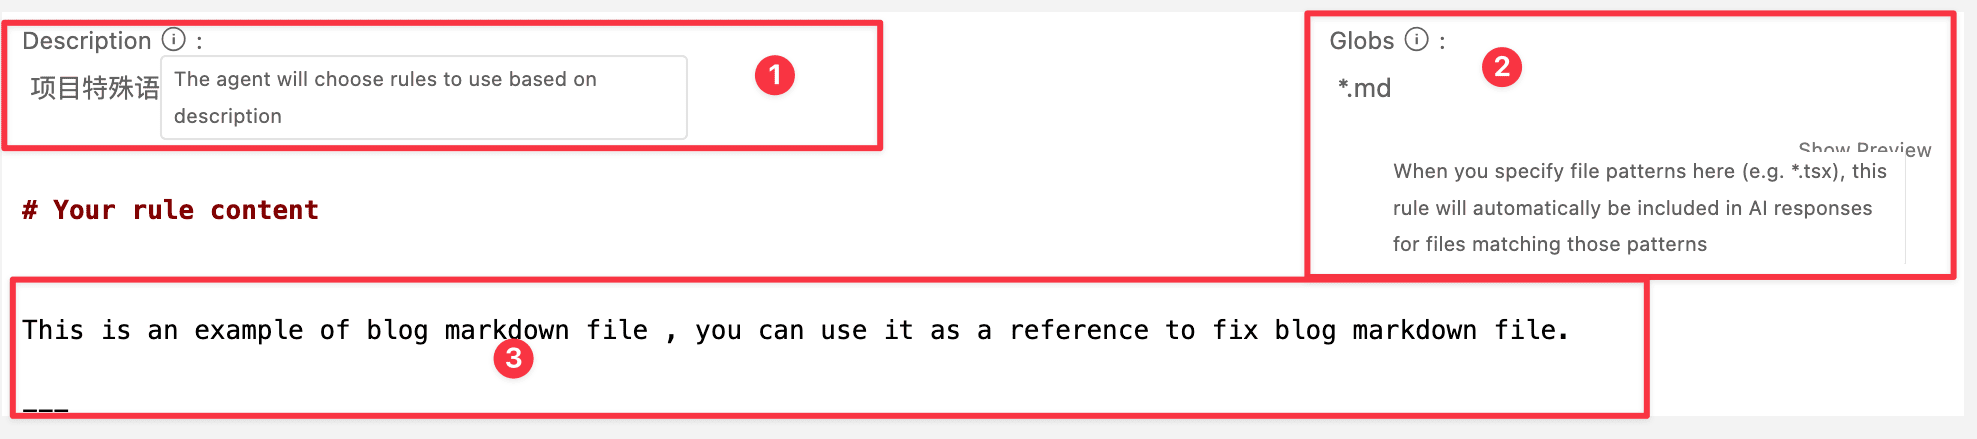 Description ⓘ :
项目特殊语
The agent will choose rules to use based on
description
1
Globs ⓘ :
2
*.md
Show Preview
When you specify file patterns here (e.g. *.tsx), this
rule will automatically be included in AI responses
for files matching those patterns
# Your rule content
This is an example of blog markdown file , you can use it as a reference to fix blog markdown file.
3
---